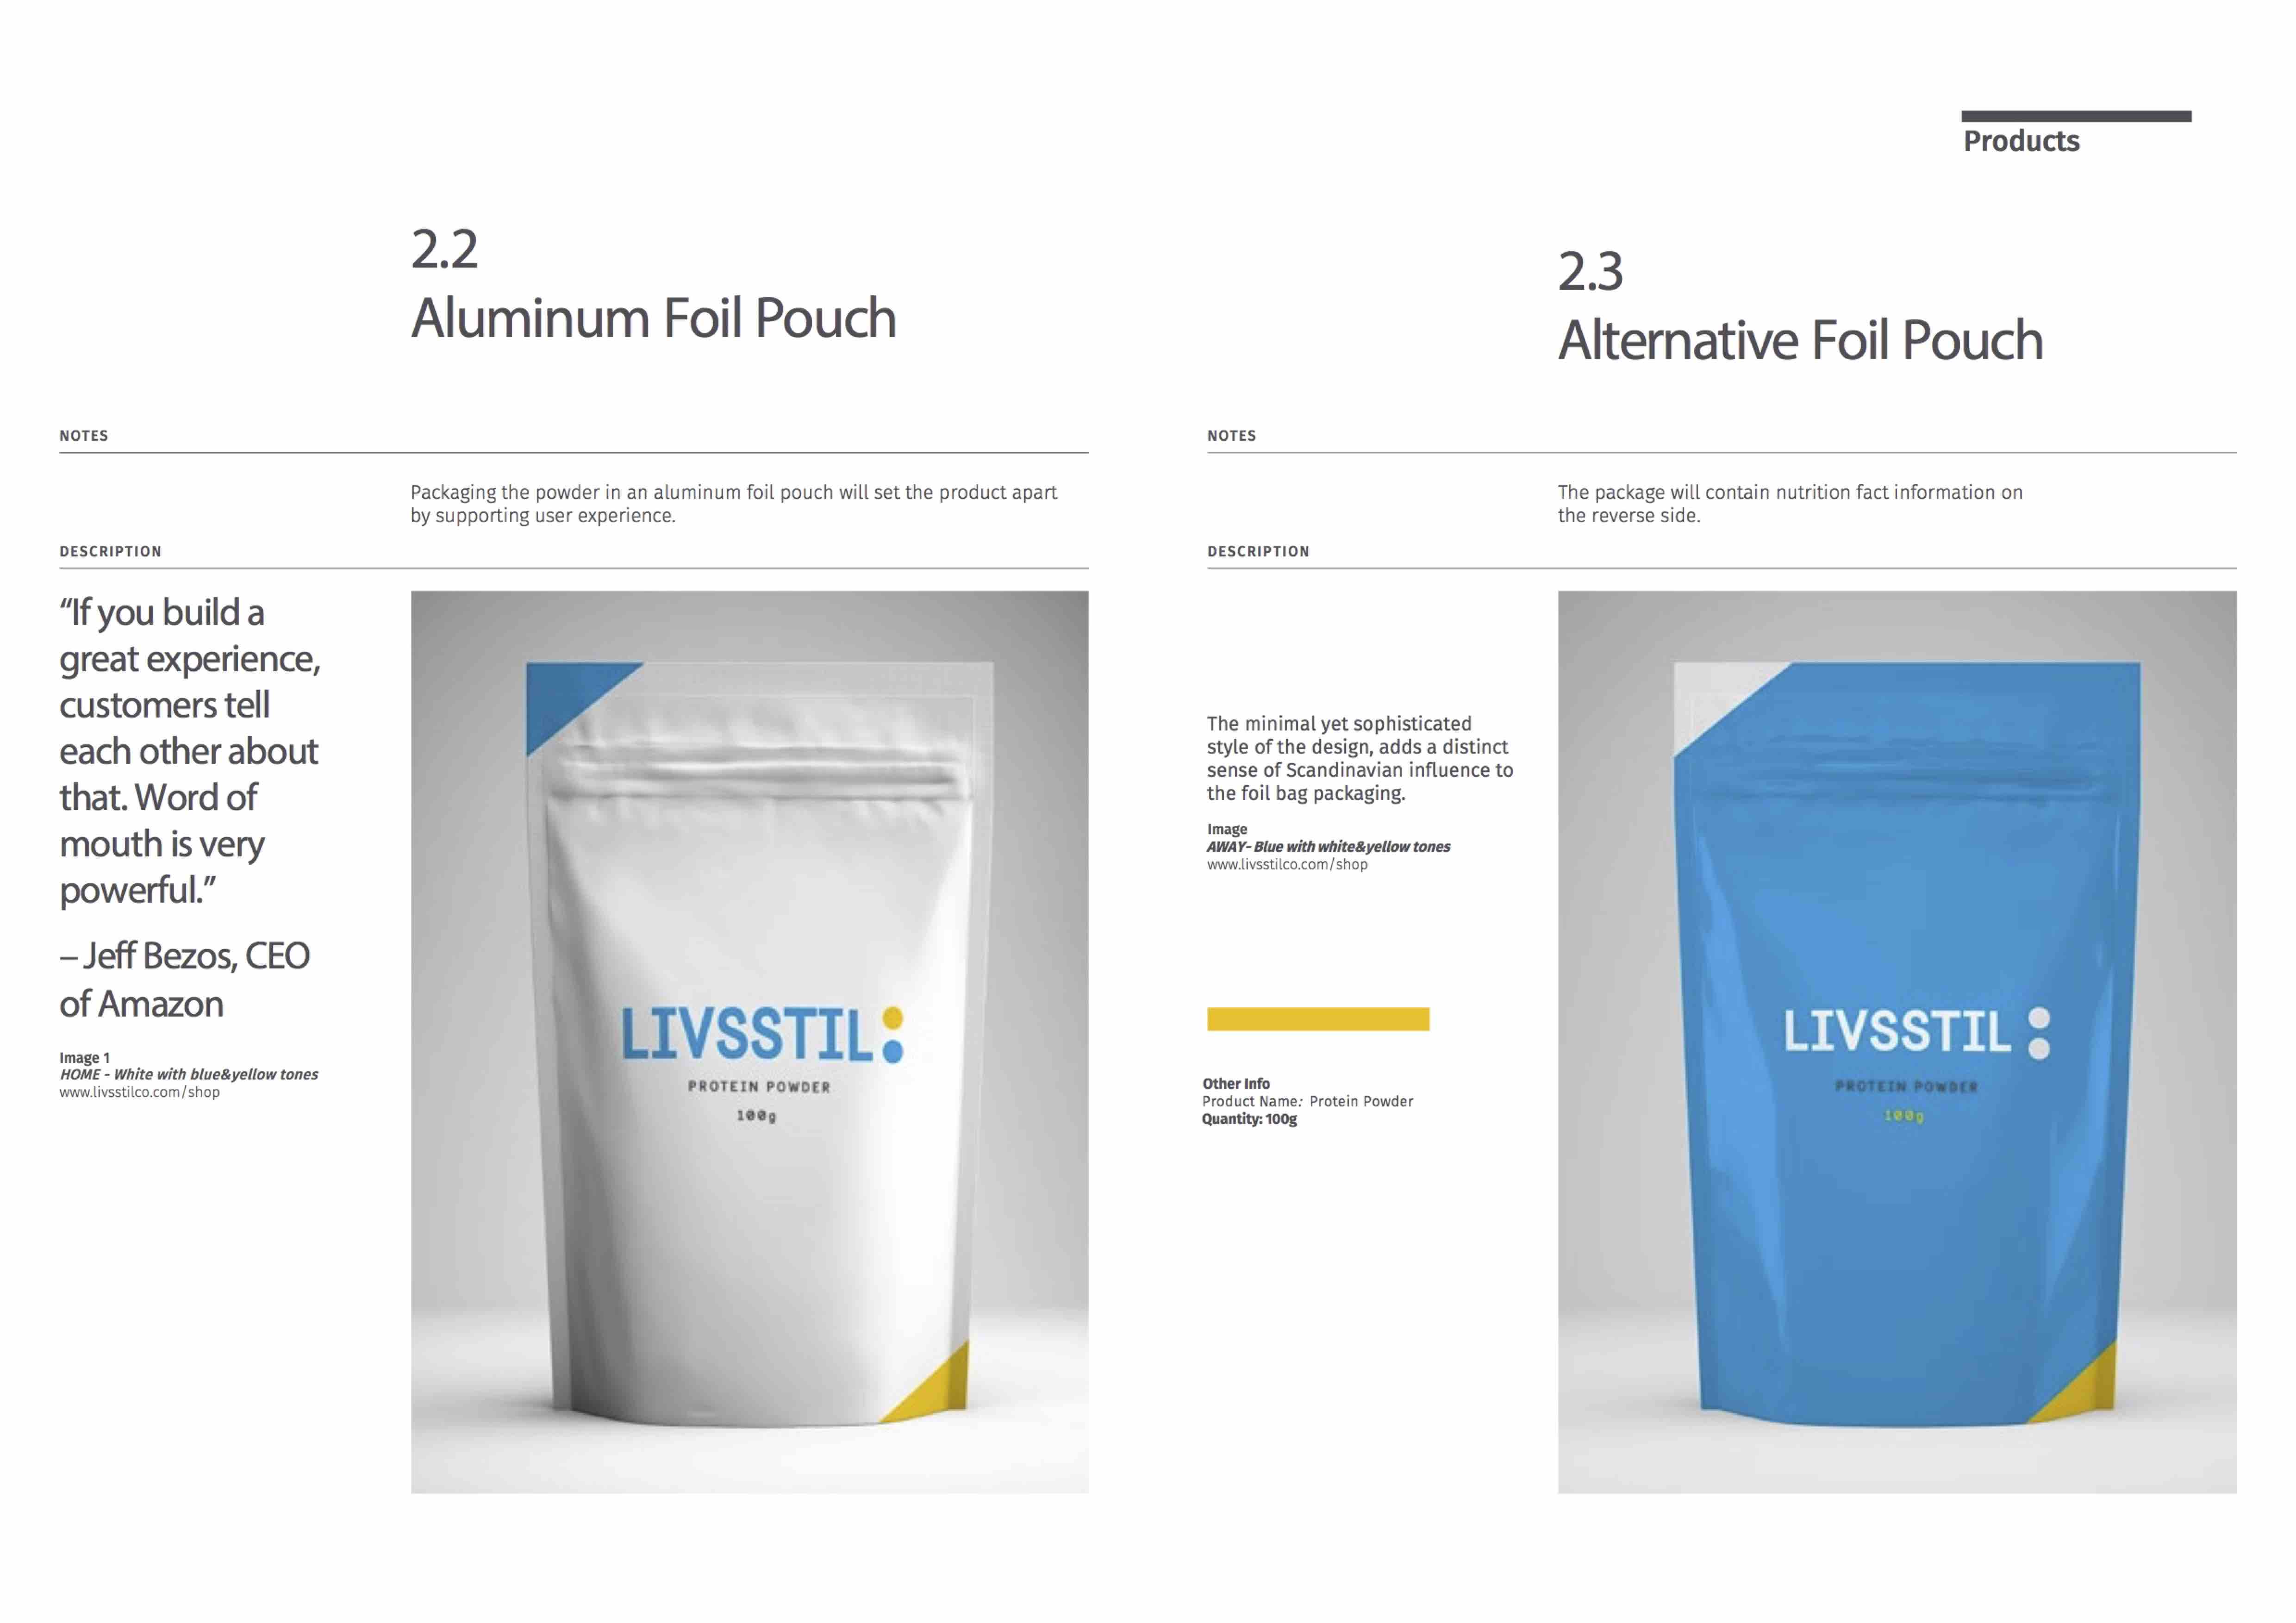 Products
2.2
Aluminum Foil Pouch
NOTES
Packaging the powder in an aluminum foil pouch will set the product apart
by supporting user experience.
DESCRIPTION
“If you build a
great experience,
customers tell
each other about
that. Word of
mouth is very
powerful.”
– Jeff Bezos, CEO
of Amazon
Image 1
HOME - White with blue&yellow tones
www.livsstilco.com/shop
LIVSSTIL:
PROTEIN POWDER
100g
2.3
Alternative Foil Pouch
NOTES
The package will contain nutrition fact information on
the reverse side.
DESCRIPTION
The minimal yet sophisticated
style of the design, adds a distinct
sense of Scandinavian influence to
the foil bag packaging.
Image
AWAY- Blue with white&yellow tones
www.livsstilco.com/shop
Other Info
Product Name: Protein Powder
Quantity: 100g
LIVSSTIL :
PROTEIN POWDER
100g